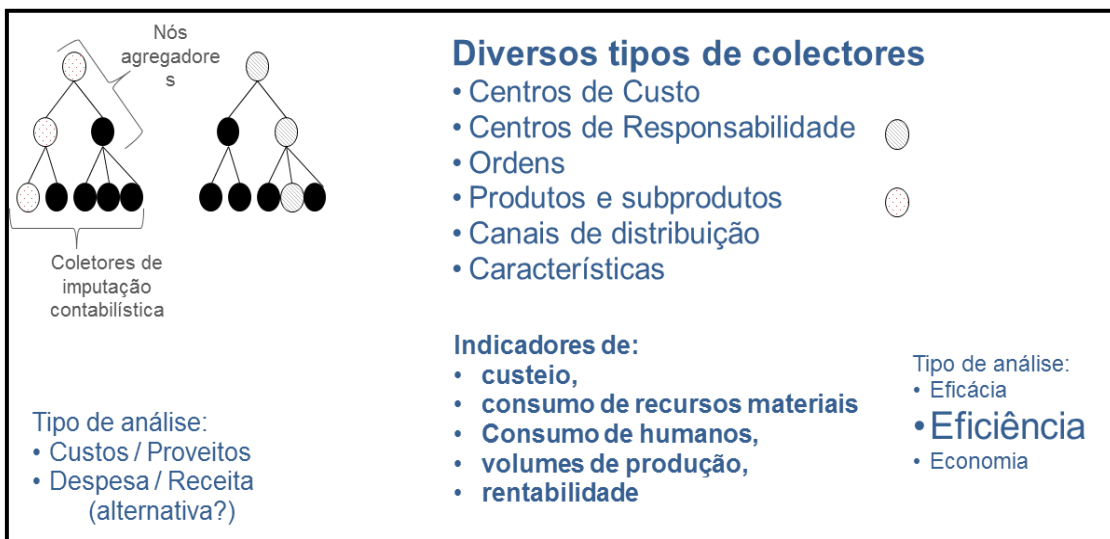 Nós
agregadore
s
Coletores de
imputação
contabilística
Tipo de análise:
• Custos / Proveitos
• Despesa / Receita
(alternativa?)
Diversos tipos de colectores
• Centros de Custo
• Centros de Responsabilidade
• Ordens
• Produtos e subprodutos
• Canais de distribuição
• Características
Indicadores de:
• custeio,
• consumo de recursos materiais
• Consumo de humanos,
• volumes de produção,
• rentabilidade
Tipo de análise:
• Eficácia
• Eficiência
• Economia